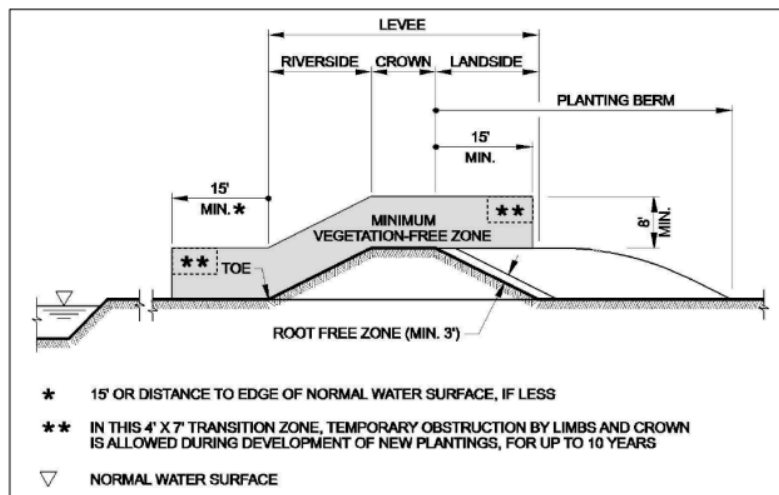 LEVEE
RIVERSIDE CROWN LANDSIDE
PLANTING BERM
15'
MIN.
15'
MIN. *
8'
MIN.
MINIMUM
VEGETATION-FREE ZONE
**
**
TOE
ROOT FREE ZONE (MIN. 3')
* 15' OR DISTANCE TO EDGE OF NORMAL WATER SURFACE, IF LESS
** IN THIS 4' X 7' TRANSITION ZONE, TEMPORARY OBSTRUCTION BY LIMBS AND CROWN
IS ALLOWED DURING DEVELOPMENT OF NEW PLANTINGS, FOR UP TO 10 YEARS
NORMAL WATER SURFACE